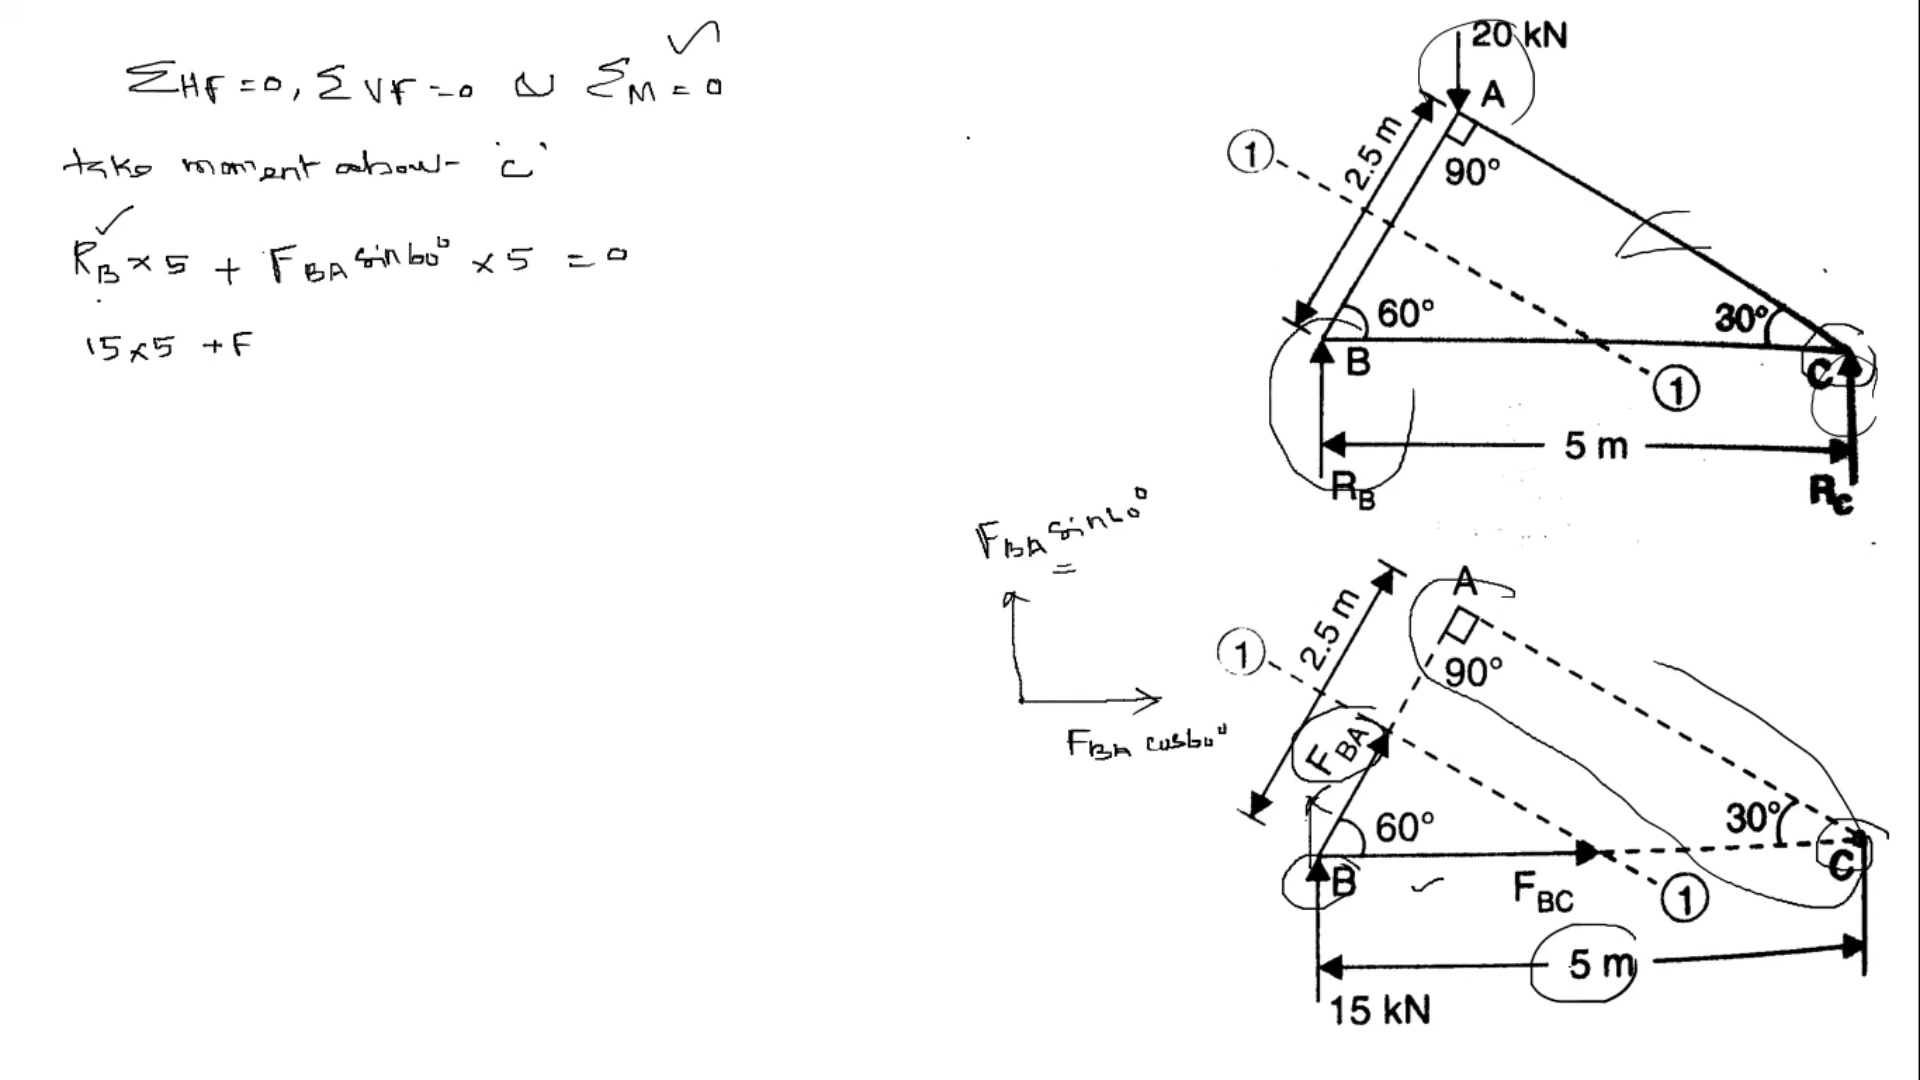 ΣHF=0, ΣVF=0 ΣM=0
take moment about 'C'
RB×5 + FBA sin60° ×5 = 0
15×5 +F
20 kN
A
1
2.5 m
90°
60°
30°
B
C
1
5 m
RB
RC
FBA sin60°
FBA cos60°
A
1
2.5 m
90°
FBA
60°
30°
B
C
FBC
1
5 m
15 kN